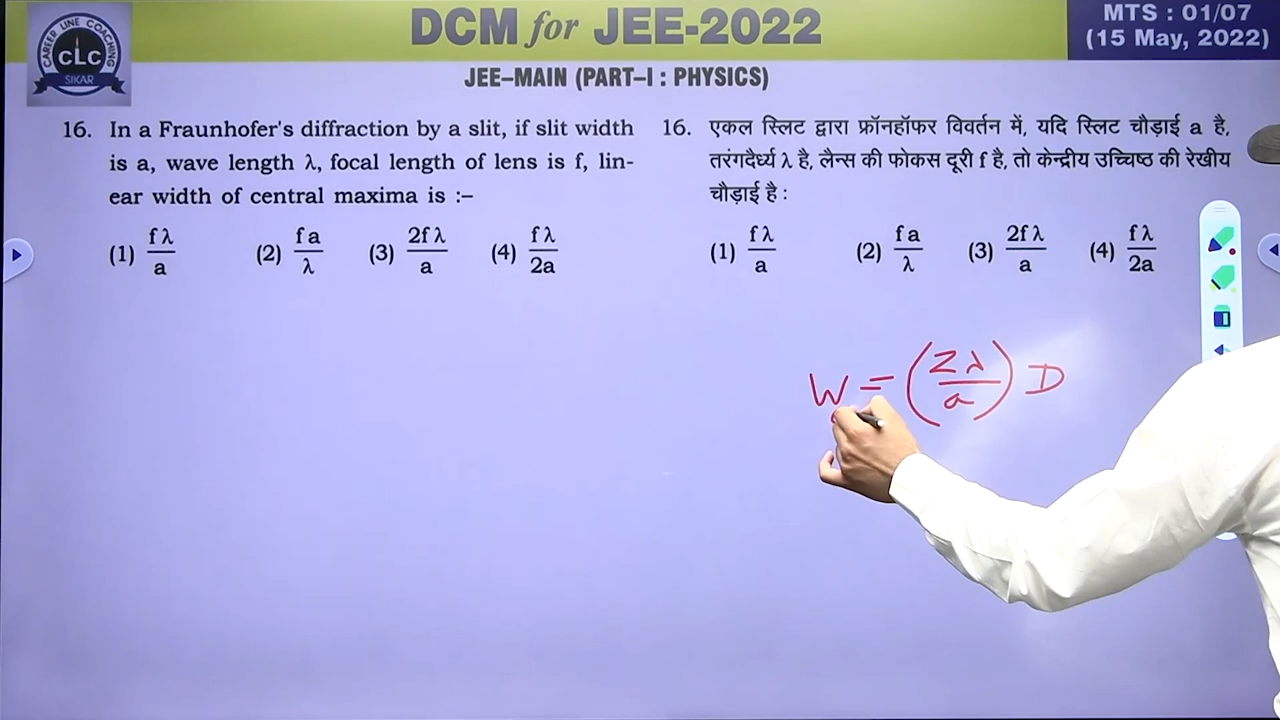 CAREER LINE COACHING
CLC
SIKAR
DCM for JEE-2022
MTS : 01/07
(15 May, 2022)
JEE–MAIN (PART–I : PHYSICS)
16. In a Fraunhofer's diffraction by a slit, if slit width
is a, wave length λ, focal length of lens is f, lin-
ear width of central maxima is :–
(1) fλ/a (2) fa/λ (3) 2fλ/a (4) fλ/2a
16. एकल स्लिट द्वारा फ्रॉनहॉफर विवर्तन में, यदि स्लिट चौड़ाई a है,
तरंगदैर्ध्य λ है, लैन्स की फोकस दूरी f है, तो केन्द्रीय उच्चिष्ठ की रेखीय
चौड़ाई है :
(1) fλ/a (2) fa/λ (3) 2fλ/a (4) fλ/2a
W = (2λ/a) D